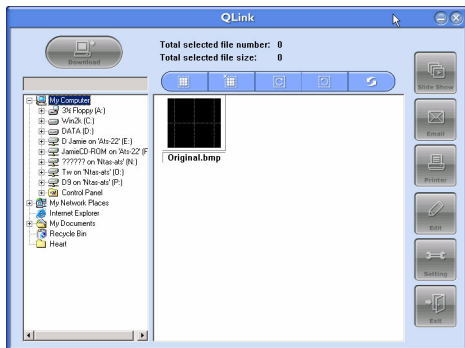 QLink
Total selected file number: 0
Total selected file size: 0
Download
My Computer
3½ Floppy (A:)
Win2k (C:)
DATA (D:)
D Jamie on 'Ats-22' (E:)
JamieCD-ROM on 'Ats-22' (F
?????? on 'Ntas-ats' (N:)
Tw on 'Ntas-ats' (O:)
D9 on 'Ntas-ats' (P:)
Control Panel
My Network Places
Internet Explorer
My Documents
Recycle Bin
Heart
Original.bmp
Slide Show
Email
Printer
Edit
Setting
Exit